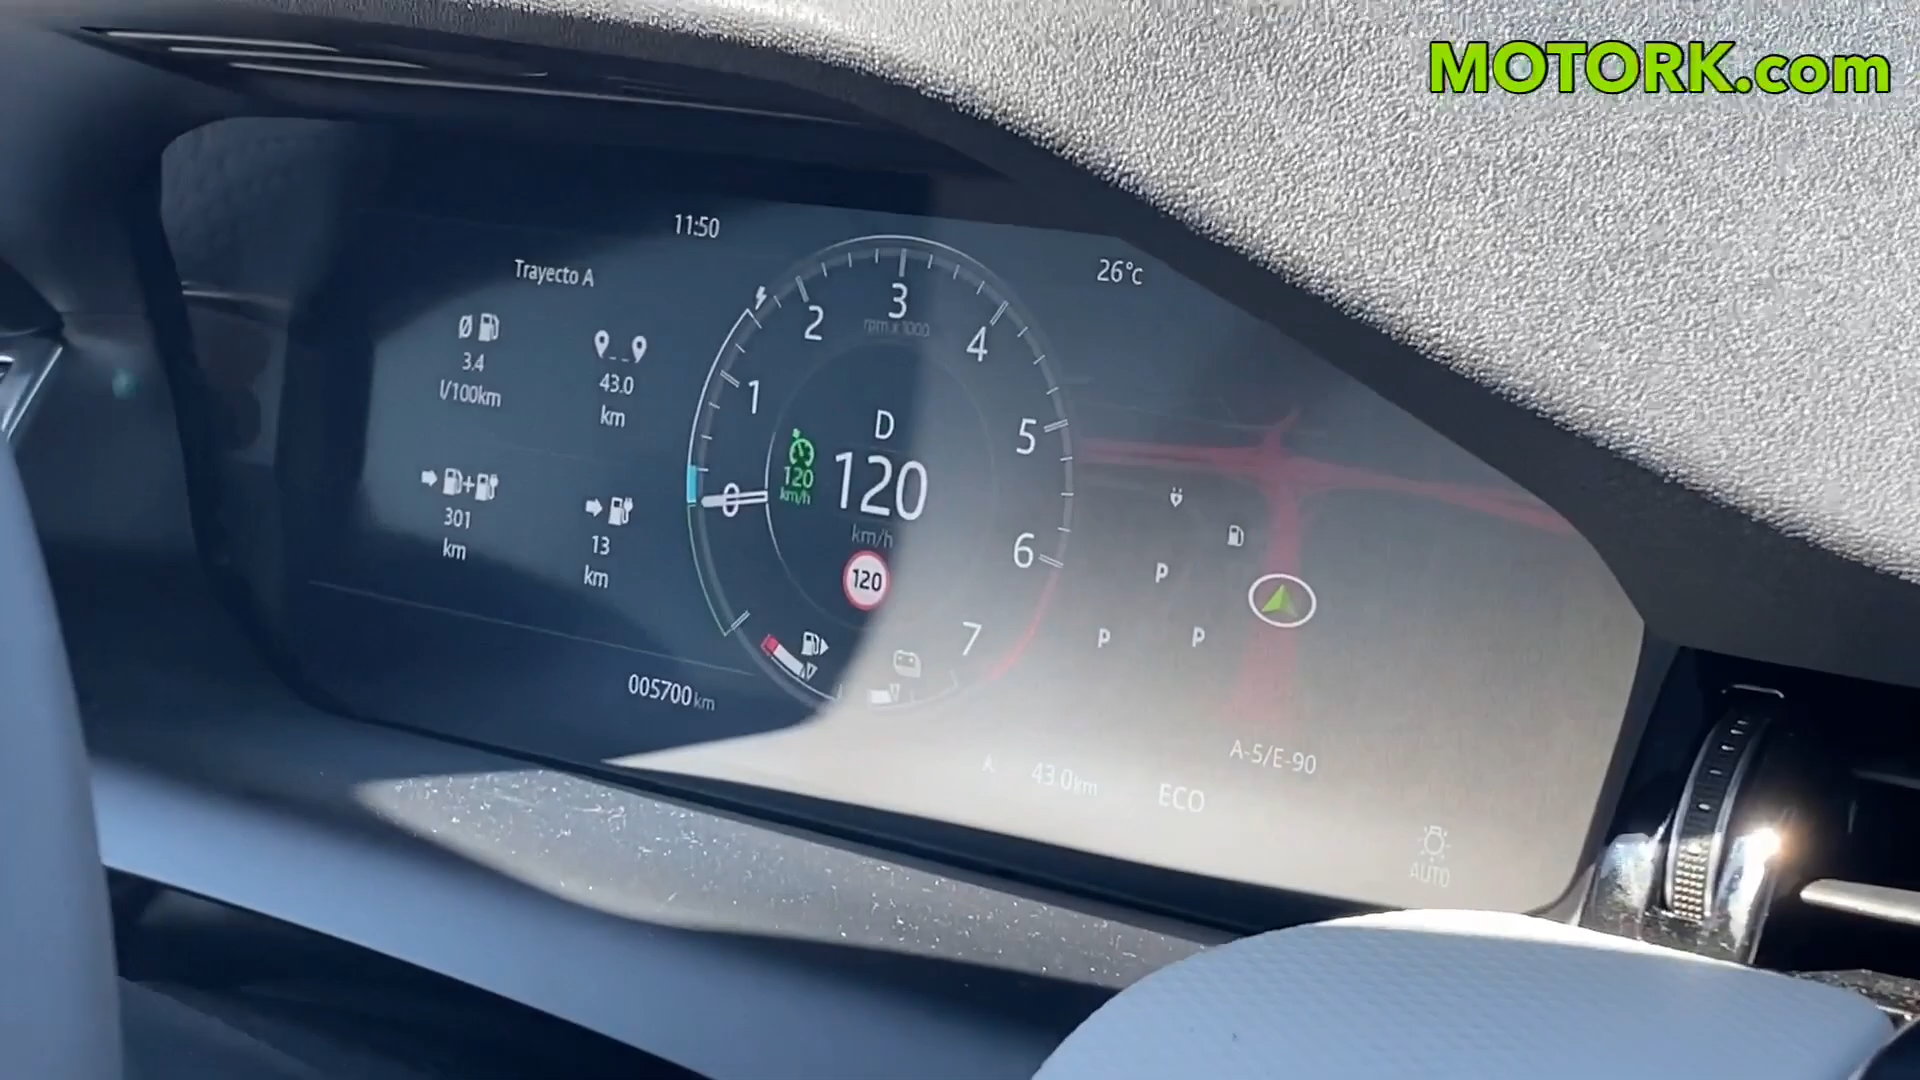 MOTORK.com
11:50
26°c
Trayecto A
Ø
3.4
l/100km
43.0
km
+
301
km
13
km
005700 km
0
1
2
3
4
5
6
7
rpm x 1000
D
120
km/h
120
km/h
120
P
P
P
A-5/E-90
A 43.0 km
ECO
AUTO